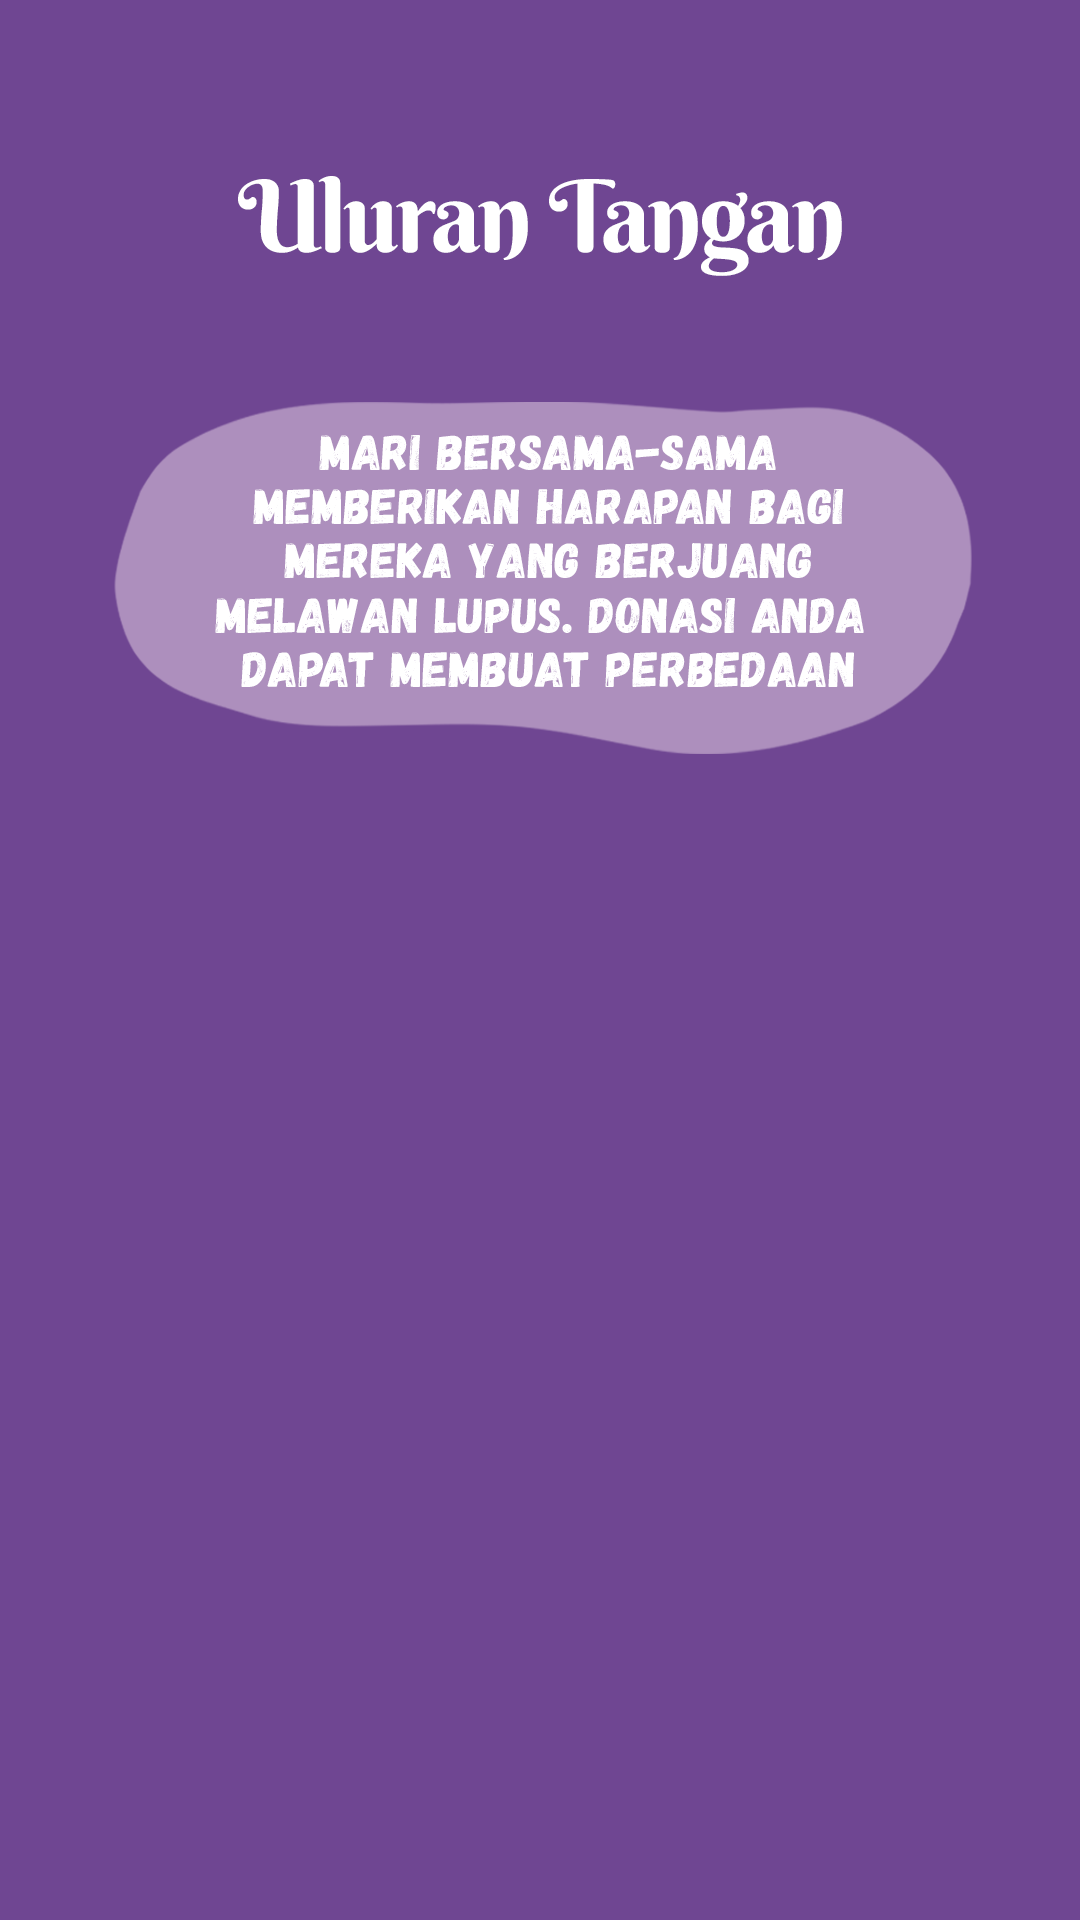 Uluran Tangan
MARI BERSAMA-SAMA
MEMBERIKAN HARAPAN BAGI
MEREKA YANG BERJUANG
MELAWAN LUPUS. DONASI ANDA
DAPAT MEMBUAT PERBEDAAN